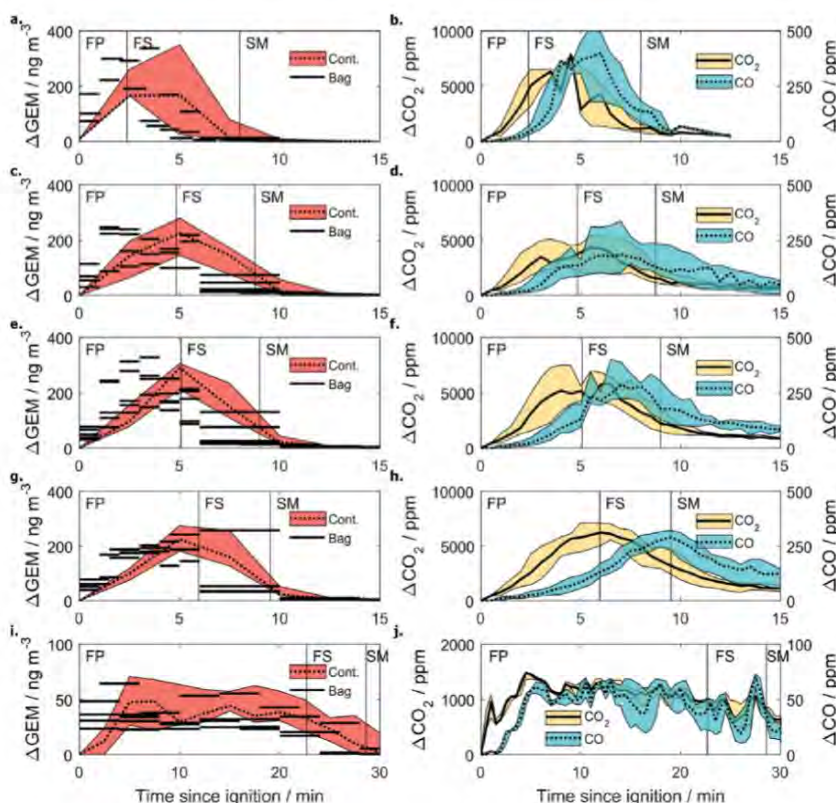 a.
FP FS SM
Cont.
Bag
ΔGEM / ng m⁻³
400
200
0
0 5 10 15
b.
FP FS SM
CO₂
CO
ΔCO₂ / ppm
10000
5000
0
ΔCO / ppm
500
250
0
0 5 10 15
c.
FP FS SM
Cont.
Bag
ΔGEM / ng m⁻³
400
200
0
0 5 10 15
d.
FP FS SM
CO₂
CO
ΔCO₂ / ppm
10000
5000
0
ΔCO / ppm
500
250
0
0 5 10 15
e.
FP FS SM
Cont.
Bag
ΔGEM / ng m⁻³
400
200
0
0 5 10 15
f.
FP FS SM
CO₂
CO
ΔCO₂ / ppm
10000
5000
0
ΔCO / ppm
500
250
0
0 5 10 15
g.
FP FS SM
Cont.
Bag
ΔGEM / ng m⁻³
400
200
0
0 5 10 15
h.
FP FS SM
CO₂
CO
ΔCO₂ / ppm
10000
5000
0
ΔCO / ppm
500
250
0
0 5 10 15
i.
FP FS SM
Cont.
Bag
ΔGEM / ng m⁻³
100
50
0
0 10 20 30
Time since ignition / min
j.
FP FS SM
CO₂
CO
ΔCO₂ / ppm
2000
1000
0
ΔCO / ppm
100
50
0
0 5 10 15 20 25 30
Time since ignition / min